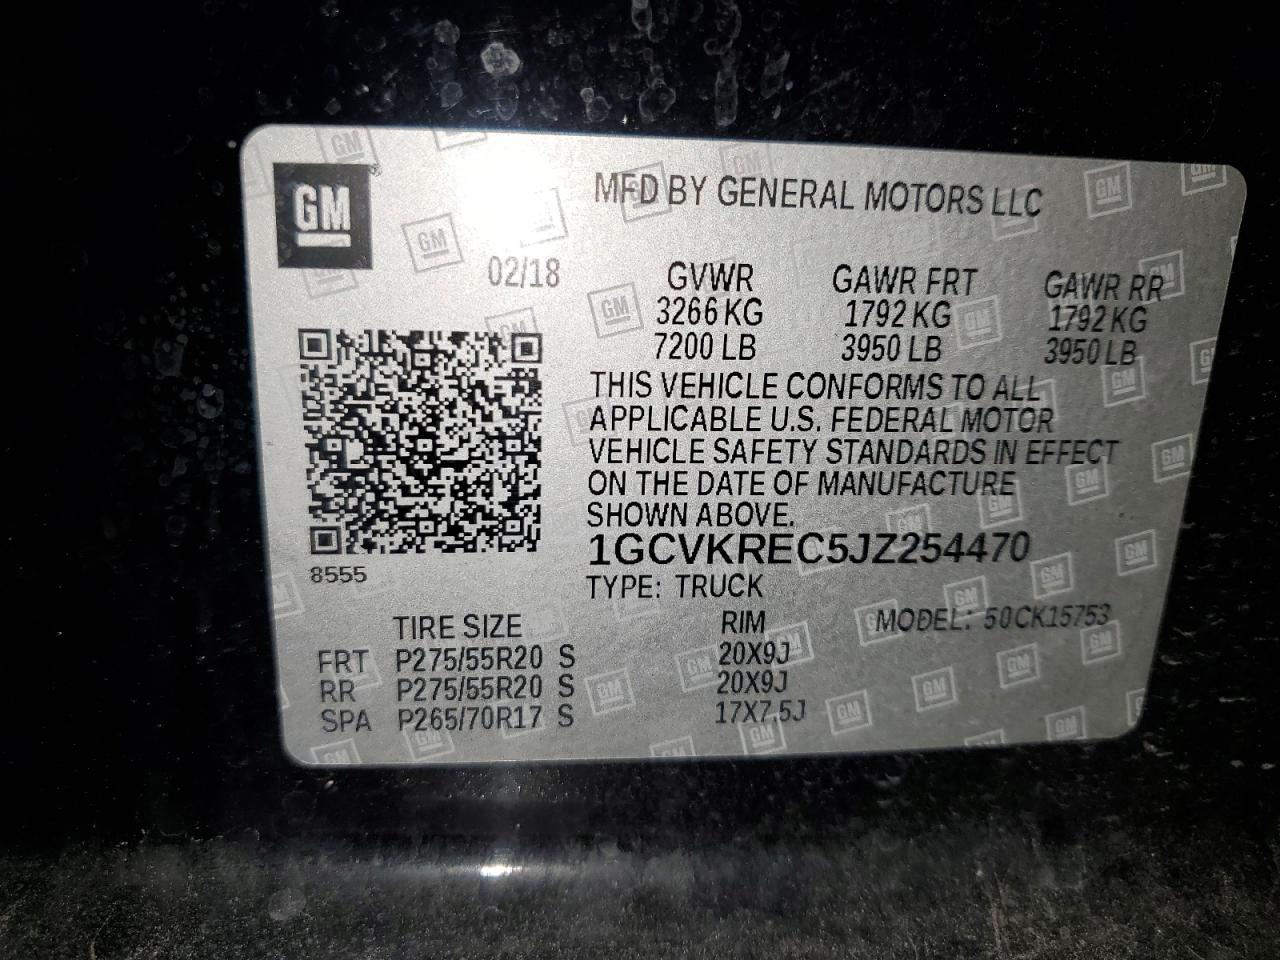 GM
MFD BY GENERAL MOTORS LLC
02/18
GVWR GAWR FRT GAWR RR
3266 KG 1792 KG 1792 KG
7200 LB 3950 LB 3950 LB
THIS VEHICLE CONFORMS TO ALL
APPLICABLE U.S. FEDERAL MOTOR
VEHICLE SAFETY STANDARDS IN EFFECT
ON THE DATE OF MANUFACTURE
SHOWN ABOVE.
1GCVKREC5JZ254470
8555
TYPE: TRUCK
TIRE SIZE RIM MODEL: 50CK15753
FRT P275/55R20 S 20X9J
RR P275/55R20 S 20X9J
SPA P265/70R17 S 17X7.5J